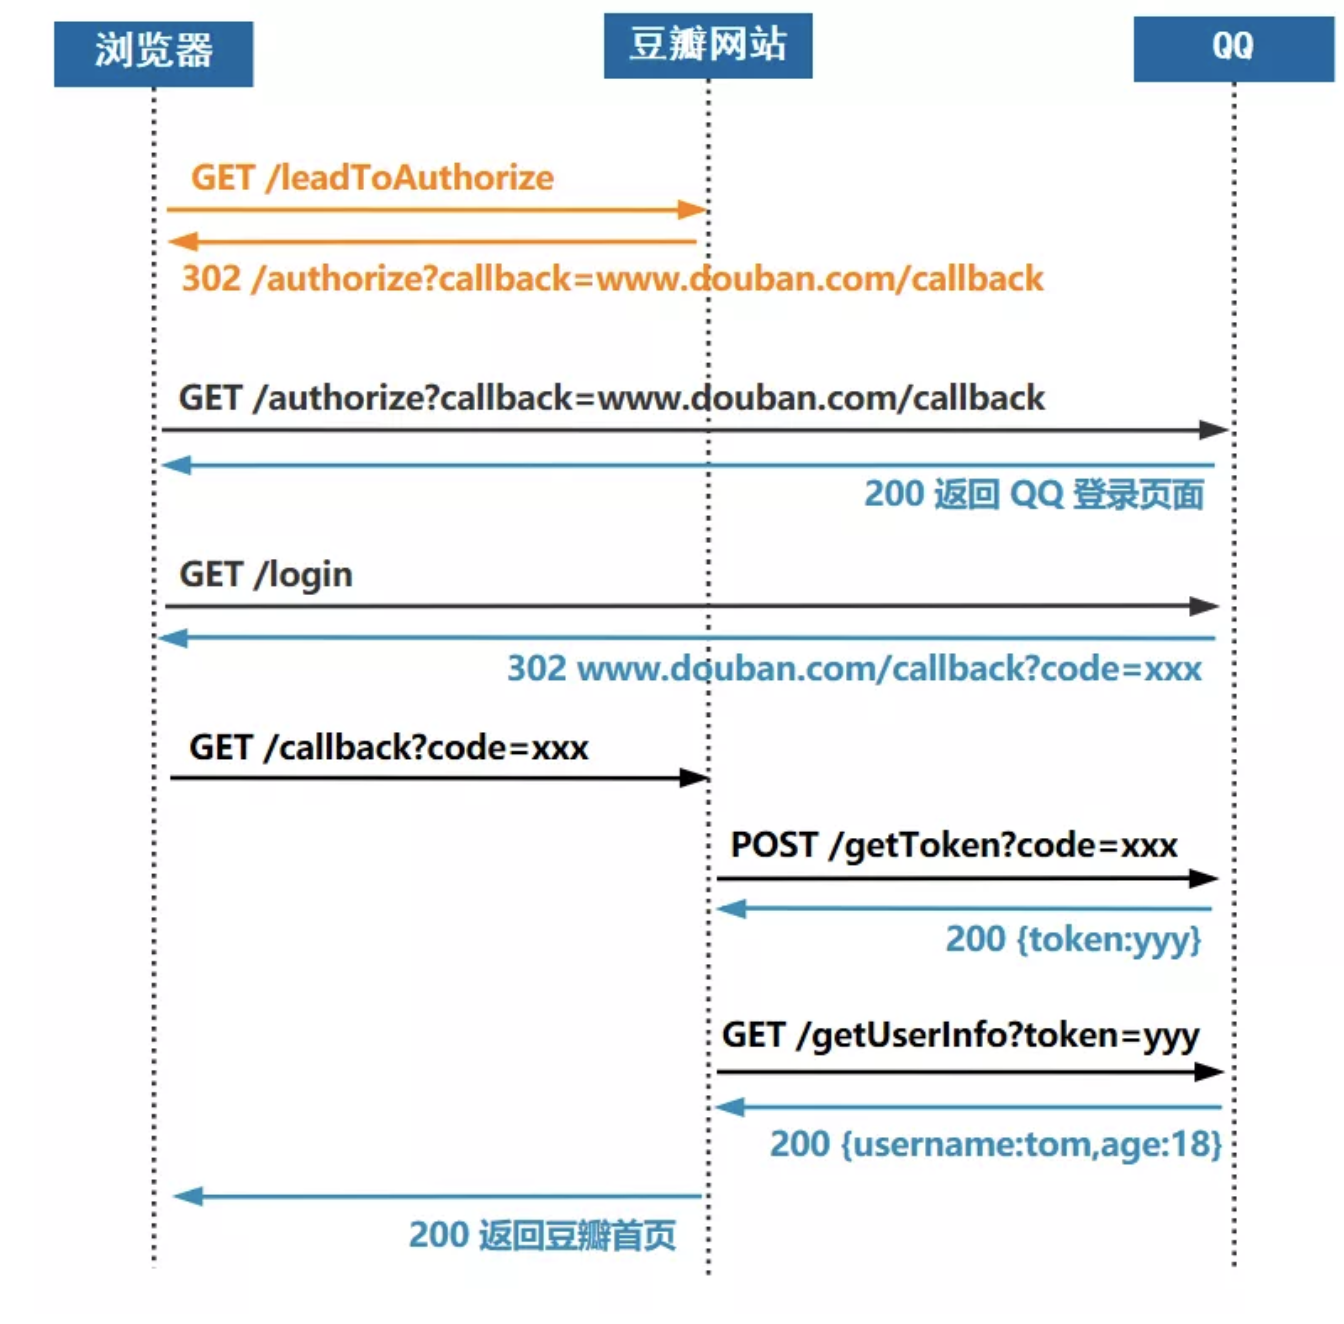 浏览器
豆瓣网站
QQ
GET /leadToAuthorize
302 /authorize?callback=www.douban.com/callback
GET /authorize?callback=www.douban.com/callback
200 返回 QQ 登录页面
GET /login
302 www.douban.com/callback?code=xxx
GET /callback?code=xxx
POST /getToken?code=xxx
200 {token:yyy}
GET /getUserInfo?token=yyy
200 {username:tom,age:18}
200 返回豆瓣首页